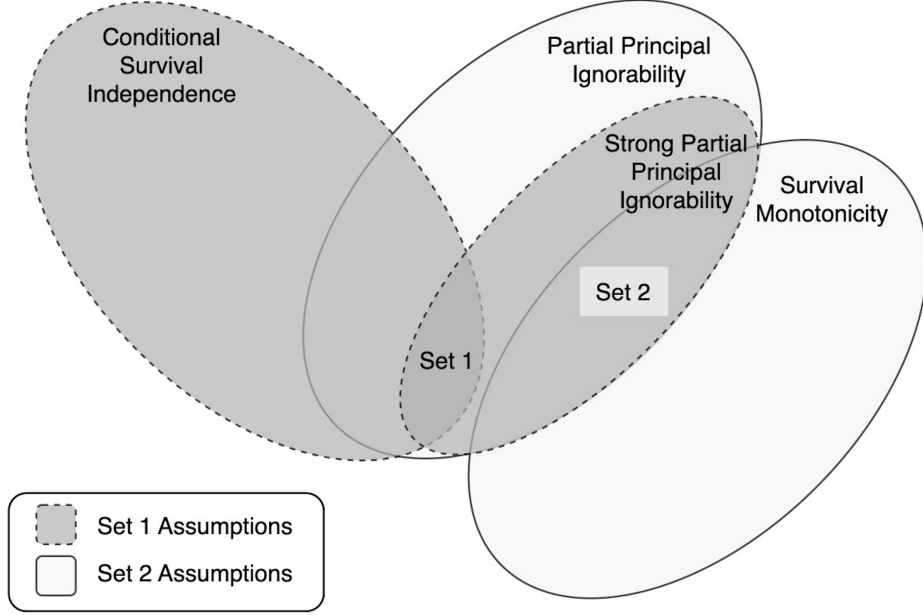 Conditional
Survival
Independence
Partial Principal
Ignorability
Strong Partial
Principal
Ignorability
Survival
Monotonicity
Set 2
Set 1
Set 1 Assumptions
Set 2 Assumptions